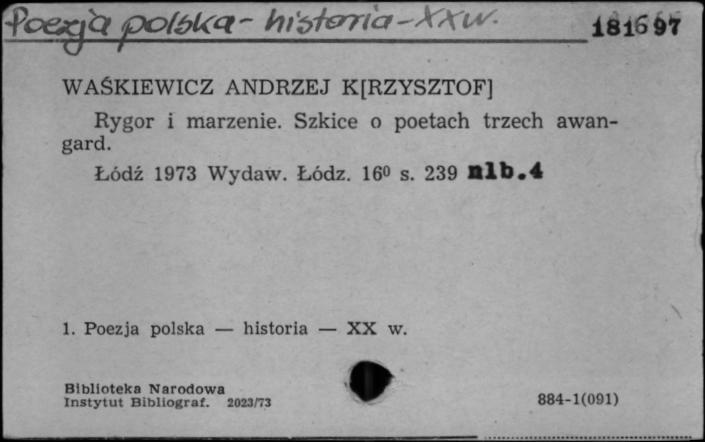 Poezja polska - historia - XX w.
181697
WAŚKIEWICZ ANDRZEJ K[RZYSZTOF]
Rygor i marzenie. Szkice o poetach trzech awan-
gard.
Łódź 1973 Wydaw. Łódz. 16⁰ s. 239 nlb.4
1. Poezja polska — historia — XX w.
Biblioteka Narodowa
Instytut Bibliograf. 2023/73
884-1(091)